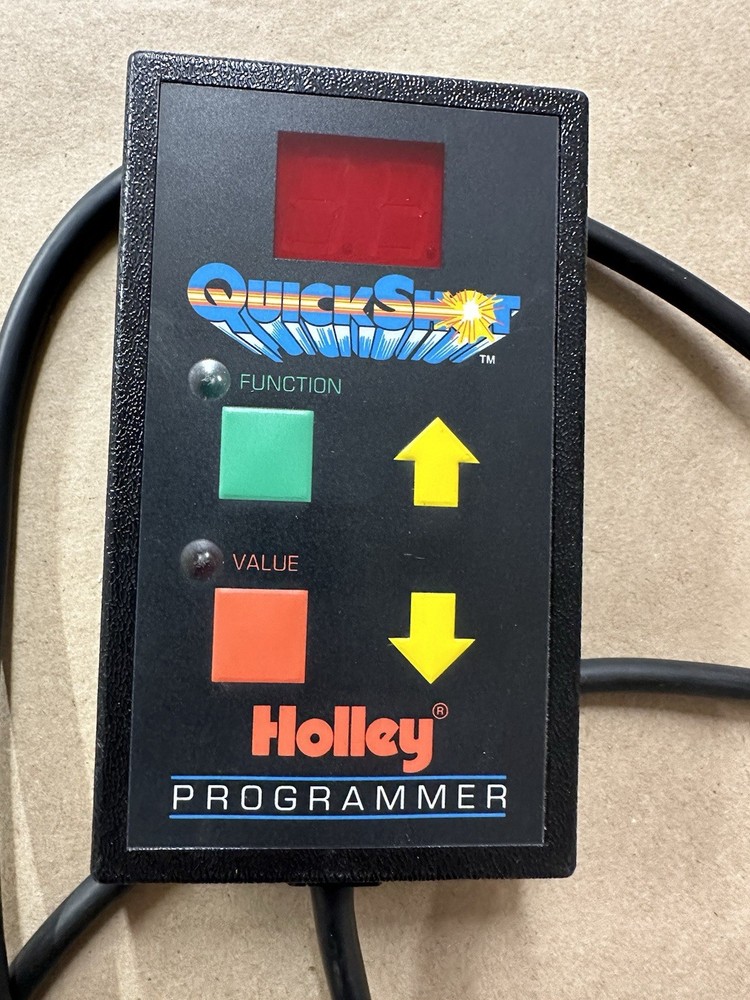 QUICKSHOT
TM
FUNCTION
VALUE
Holley®
PROGRAMMER